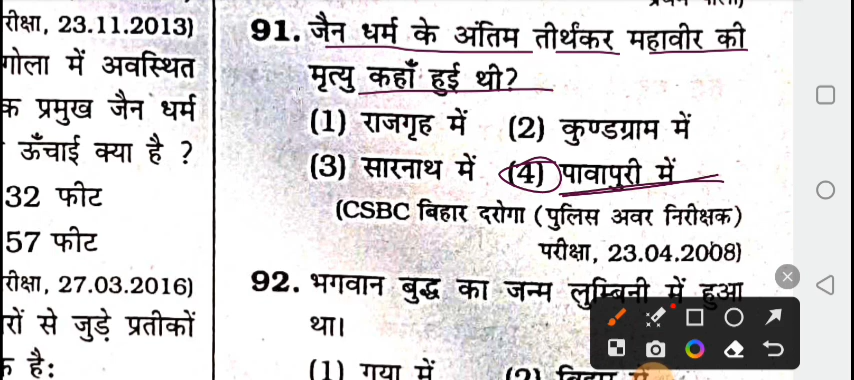 रीक्षा, 23.11.2013)
गोला में अवस्थित
क प्रमुख जैन धर्म
ऊँचाई क्या है ?
32 फीट
57 फीट
रीक्षा, 27.03.2016)
रों से जुड़े प्रतीकों
है:
91. जैन धर्म के अंतिम तीर्थंकर महावीर की
मृत्यु कहाँ हुई थी?
(1) राजगृह में (2) कुण्डग्राम में
(3) सारनाथ में (4) पावापुरी में
(CSBC बिहार दरोगा (पुलिस अवर निरीक्षक)
परीक्षा, 23.04.2008)
92. भगवान बुद्ध का जन्म लुम्बिनी में हुआ
था।
(1) गया में (2) बिहार में